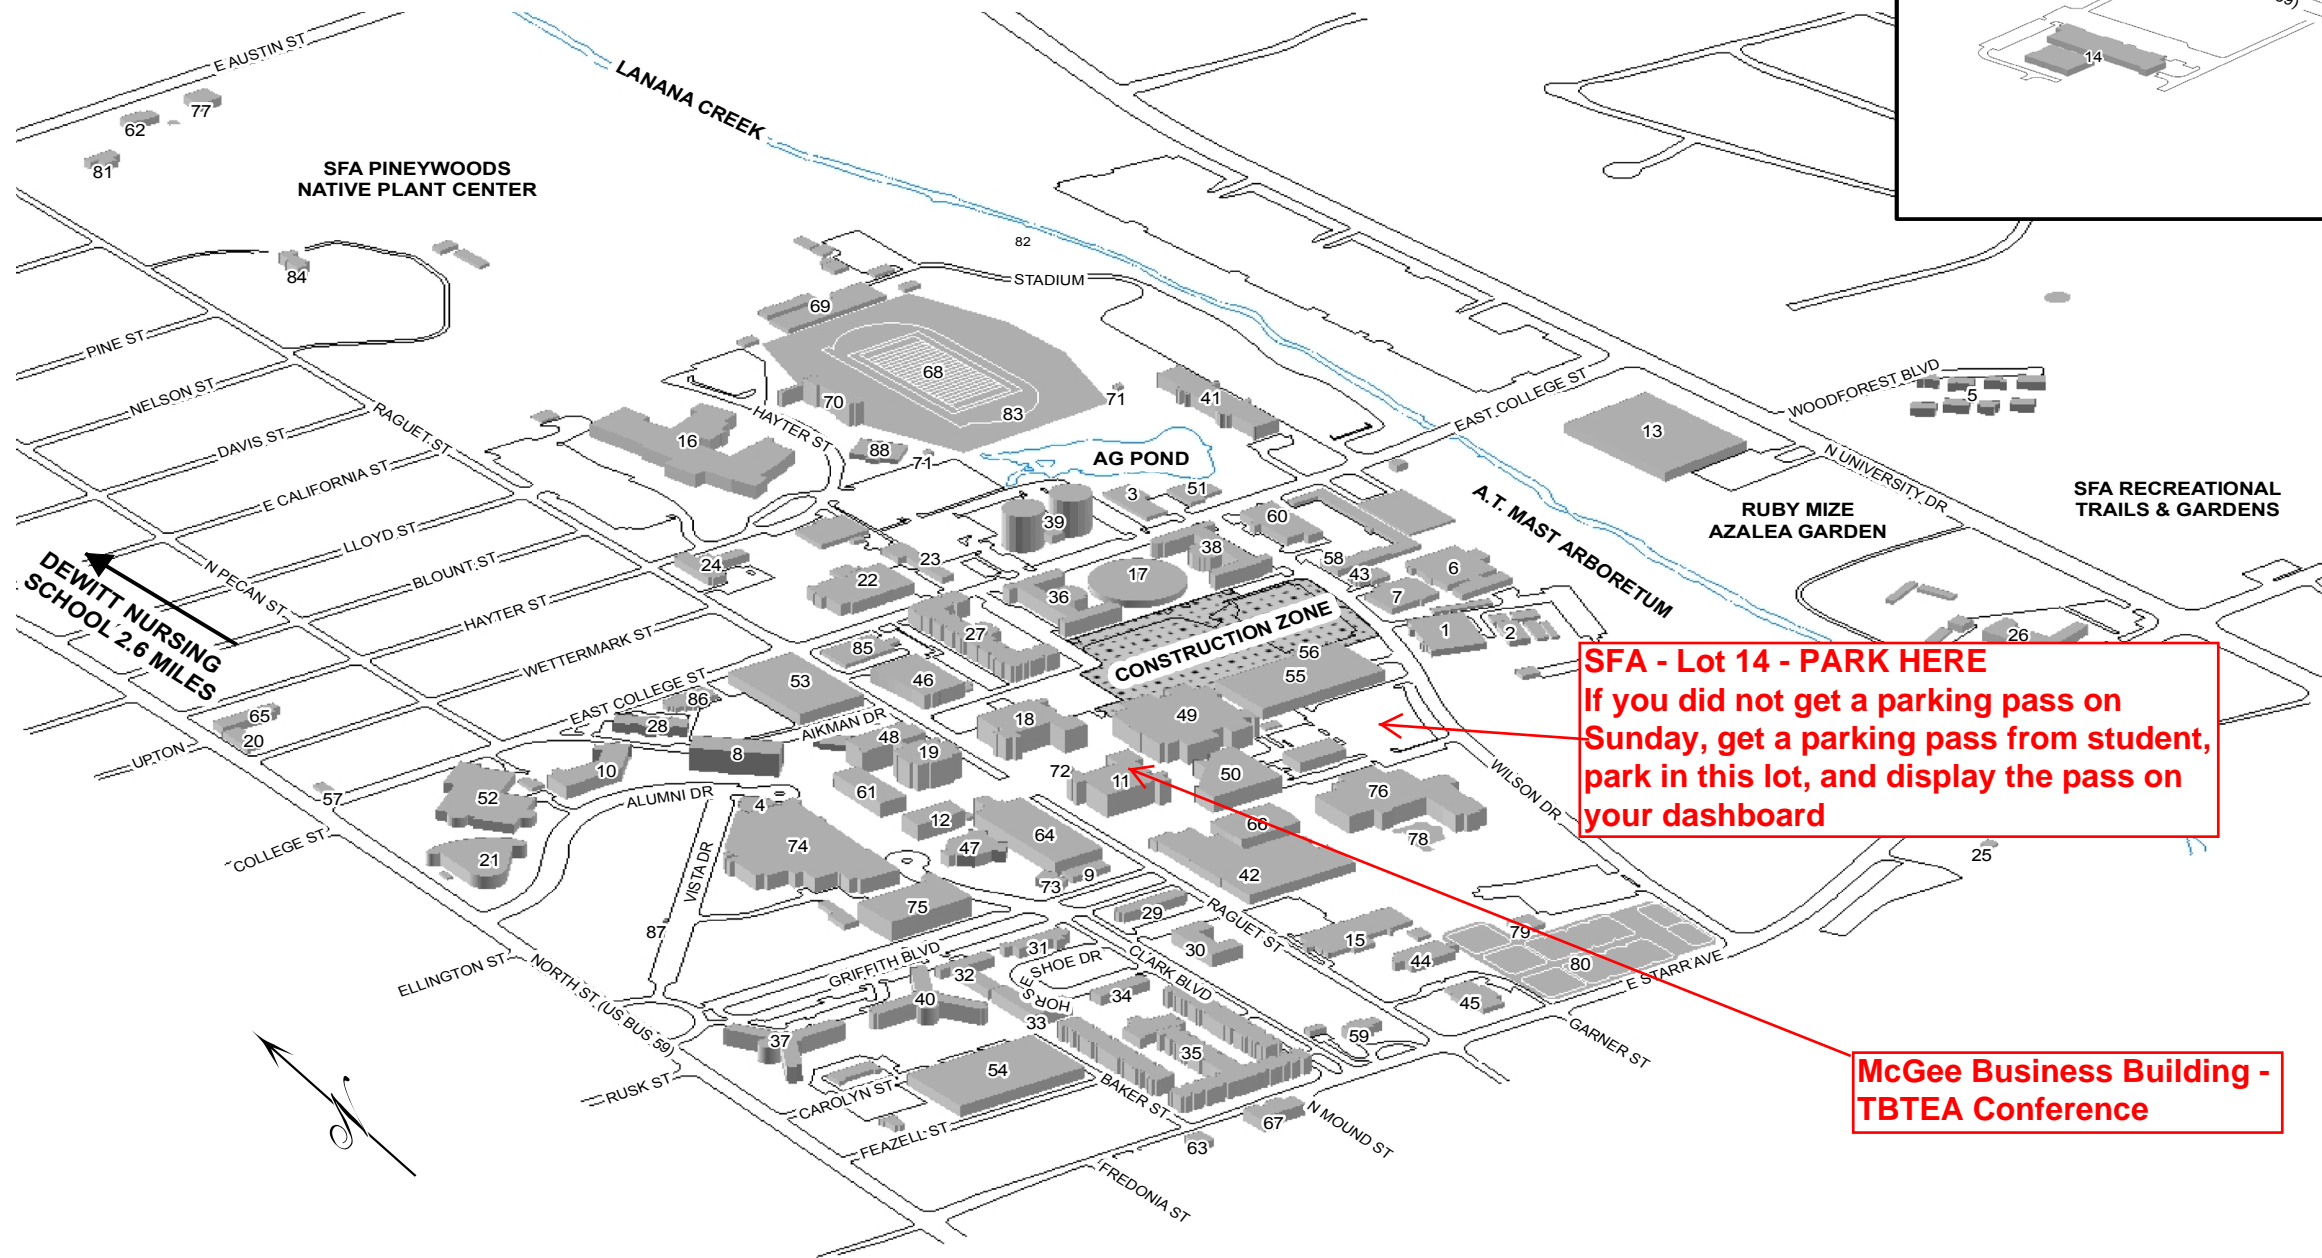 E AUSTIN ST
LANANA CREEK
14
77
62
81
SFA PINEYWOODS
NATIVE PLANT CENTER
82
84
STADIUM
69
PINE ST
NELSON ST
RAGUET ST
DAVIS ST
E CALIFORNIA ST
LLOYD ST
BLOUNT ST
HAYTER ST
WETTERMARK ST
N PECAN ST
DEWITT NURSING
SCHOOL 2.6 MILES
68
83
70
71
41
HAYTER ST
16
88
71
AG POND
EAST COLLEGE ST
13
WOODFOREST BLVD
5
N UNIVERSITY DR
SFA RECREATIONAL
TRAILS & GARDENS
RUBY MIZE
AZALEA GARDEN
A.T. MAST ARBORETUM
3
51
39
60
38
58
43
6
7
24
23
22
17
36
27
1
2
26
CONSTRUCTION ZONE
56
55
85
46
53
86
EAST COLLEGE ST
28
AIKMAN DR
8
48
19
18
49
65
20
UPTON
10
57
52
ALUMNI DR
4
61
72
11
50
76
WILSON DR
12
64
66
78
25
COLLEGE ST
21
VISTA DR
74
47
9
73
42
75
29
RAGUET ST
87
GRIFFITH BLVD
31
30
15
79
44
80
E STARR AVE
ELLINGTON ST
NORTH ST (US BUS 59)
32
E SHOE DR
HORS
CLARK BLVD
40
34
33
45
37
35
59
GARNER ST
RUSK ST
54
CAROLYN ST
BAKER ST
FEAZELL ST
67
N MOUND ST
63
FREDONIA ST
SFA - Lot 14 - PARK HERE
If you did not get a parking pass on
Sunday, get a parking pass from student,
park in this lot, and display the pass on
your dashboard
McGee Business Building -
TBTEA Conference